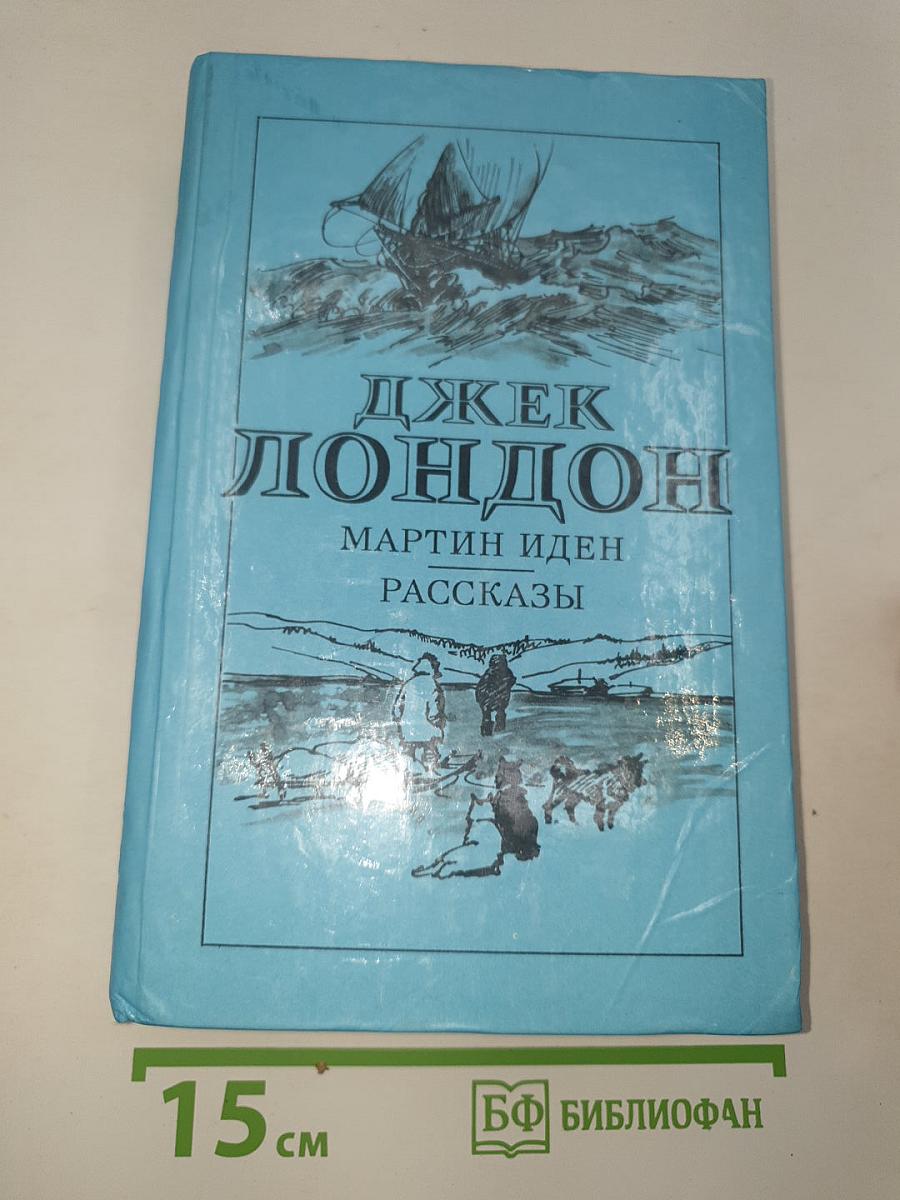 ДЖЕК
ЛОНДОН
МАРТИН ИДЕН
РАССКАЗЫ
15 см
БФ БИБЛИОФАН